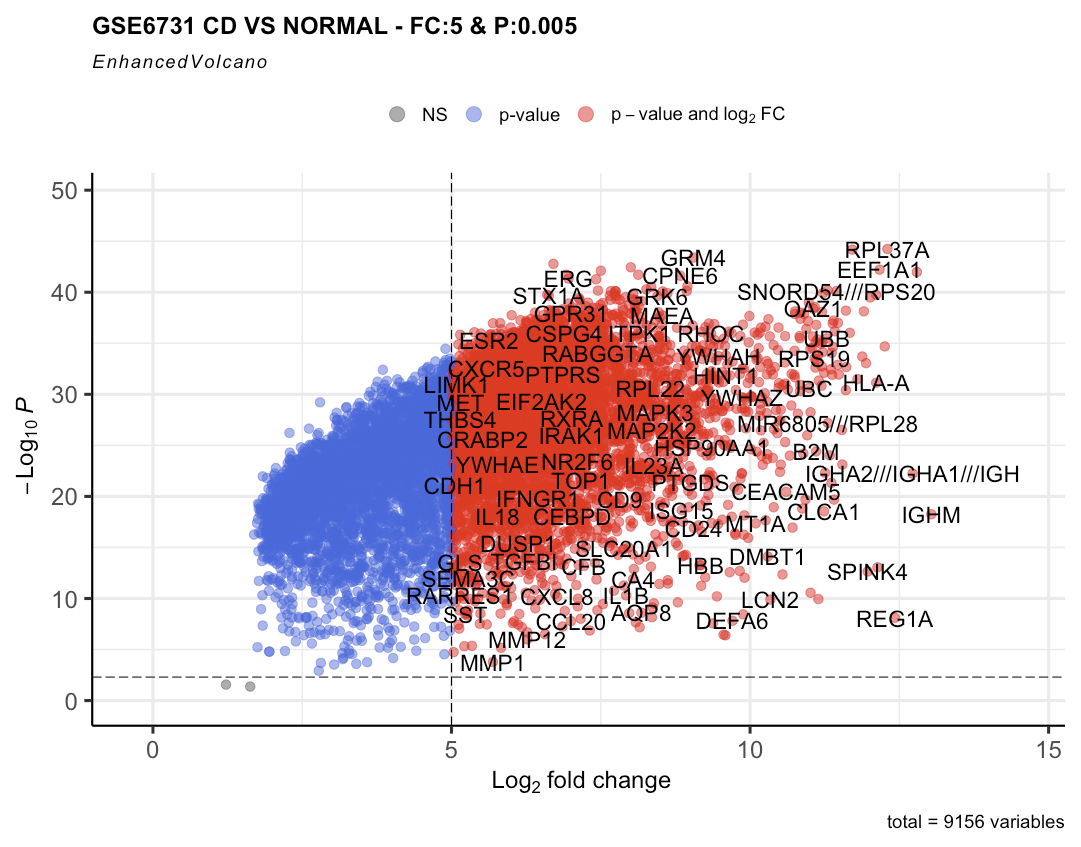 GSE6731 CD VS NORMAL - FC:5 & P:0.005
EnhancedVolcano
NS p-value p – value and log2 FC
50
40
30
20
10
0
–Log10 P
RPL37A
GRM4
EEF1A1
CPNE6
ERG
SNORD54///RPS20
STX1A
GRK6
OAZ1
GPR31
MAEA
CSPG4
ITPK1
RHOC
ESR2
UBB
RABGGTA
YWHAH
RPS19
CXCR5
PTPRS
HINT1
LIMK1
RPL22
UBC
HLA-A
MET
EIF2AK2
YWHAZ
THBS4
RXRA
MAPK3
MIR6805///RPL28
CRABP2
IRAK1
MAP2K2
HSP90AA1
B2M
YWHAE
NR2F6
IL23A
IGHA2///IGHA1///IGH
CDH1
TOP1
PTGDS
CEACAM5
IFNGR1
CD9
IL18
CEBPD
ISG15
CLCA1
IGHM
CD24
MT1A
DUSP1
SLC20A1
DMBT1
GLS
TGFBI
CFB
HBB
SPINK4
SEMA3C
CA4
RARRES1
CXCL8
IL1B
LCN2
SST
CCL20
AQP8
DEFA6
REG1A
MMP12
MMP1
0 5 10 15
Log2 fold change
total = 9156 variables